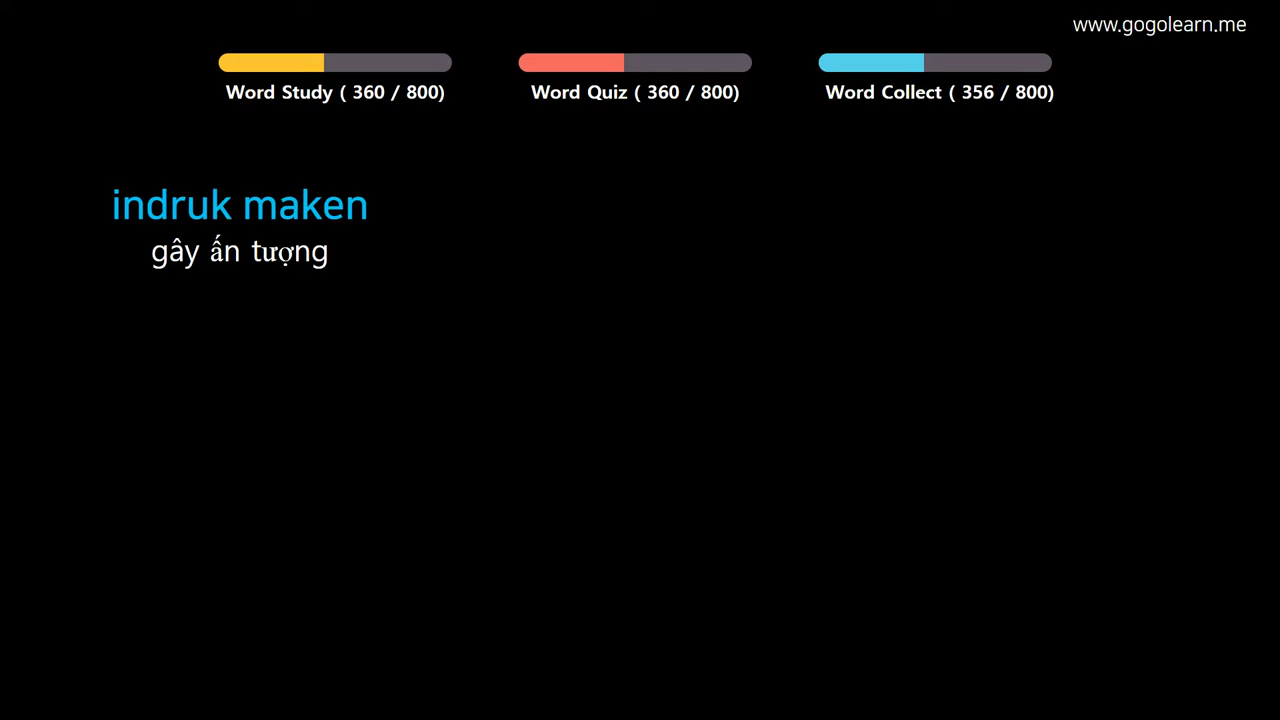 www.gogolearn.me
Word Study ( 360 / 800)
Word Quiz ( 360 / 800)
Word Collect ( 356 / 800)
indruk maken
gây ấn tượng